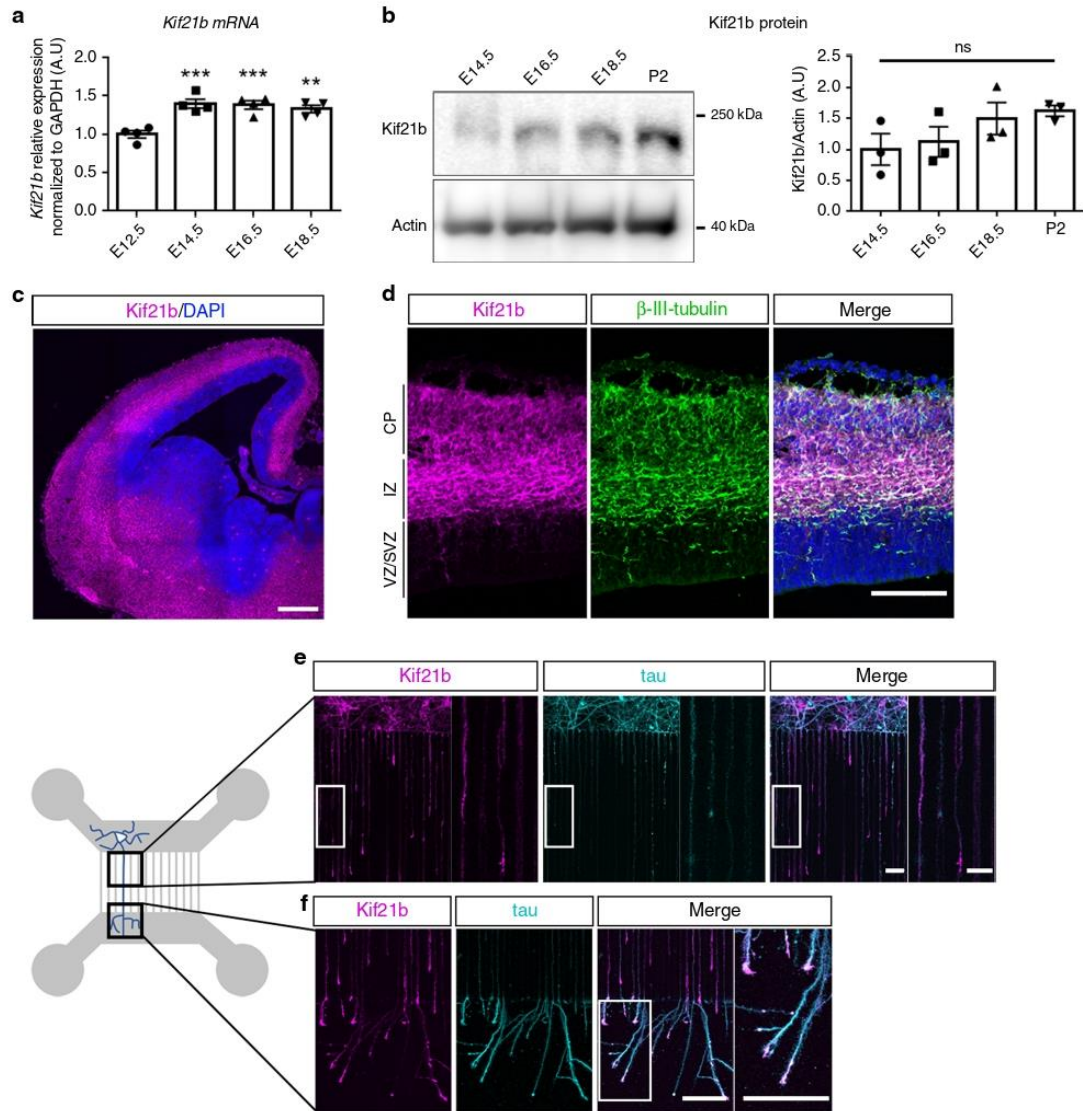 a
Kif21b mRNA
Kif21b relative expression
normalized to GAPDH (A.U)
2.0
1.5
1.0
0.5
0.0
***
***
**
E12.5
E14.5
E16.5
E18.5
b
Kif21b protein
E14.5
E16.5
E18.5
P2
Kif21b
250 kDa
Actin
40 kDa
Kif21b/Actin (A.U)
2.5
2.0
1.5
1.0
0.5
0.0
ns
E14.5
E16.5
E18.5
P2
c
Kif21b/DAPI
d
Kif21b
β-III-tubulin
Merge
CP
IZ
VZ/SVZ
e
Kif21b
tau
Merge
f
Kif21b
tau
Merge